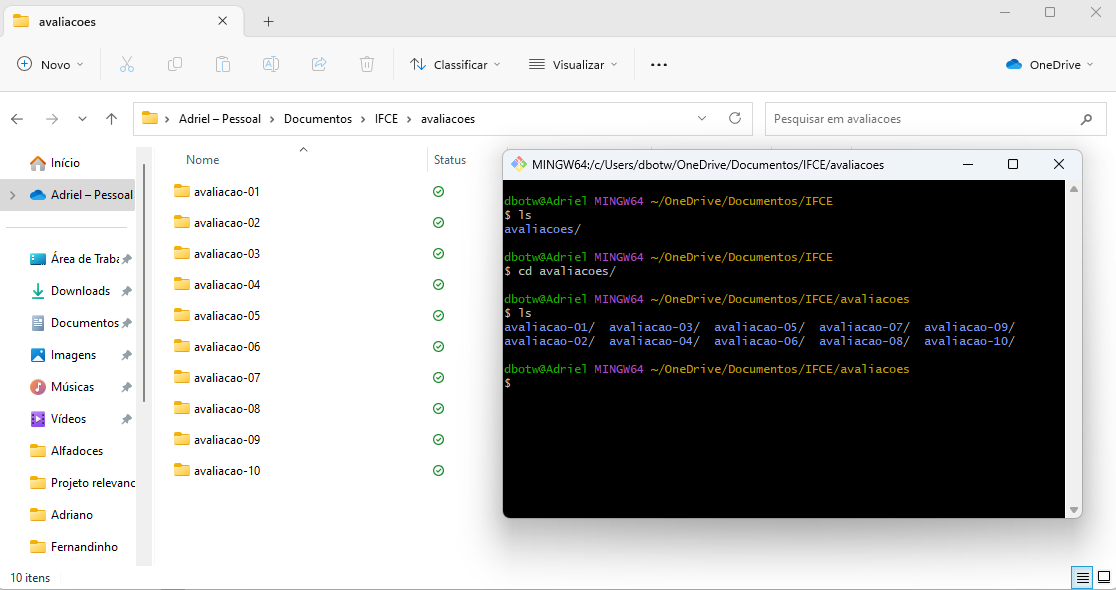 avaliacoes
Novo
Classificar
Visualizar
OneDrive
Adriel – Pessoal > Documentos > IFCE > avaliacoes
Pesquisar em avaliacoes
Início
Adriel – Pessoal
Área de Traba
Downloads
Documentos
Imagens
Músicas
Vídeos
Alfadoces
Projeto relevanc
Adriano
Fernandinho
Nome Status
avaliacao-01
avaliacao-02
avaliacao-03
avaliacao-04
avaliacao-05
avaliacao-06
avaliacao-07
avaliacao-08
avaliacao-09
avaliacao-10
MINGW64:/c/Users/dbotw/OneDrive/Documentos/IFCE/avaliacoes
dbotw@Adriel MINGW64 ~/OneDrive/Documentos/IFCE
$ ls
avaliacoes/
dbotw@Adriel MINGW64 ~/OneDrive/Documentos/IFCE
$ cd avaliacoes/
dbotw@Adriel MINGW64 ~/OneDrive/Documentos/IFCE/avaliacoes
$ ls
avaliacao-01/ avaliacao-03/ avaliacao-05/ avaliacao-07/ avaliacao-09/
avaliacao-02/ avaliacao-04/ avaliacao-06/ avaliacao-08/ avaliacao-10/
dbotw@Adriel MINGW64 ~/OneDrive/Documentos/IFCE/avaliacoes
$
10 itens